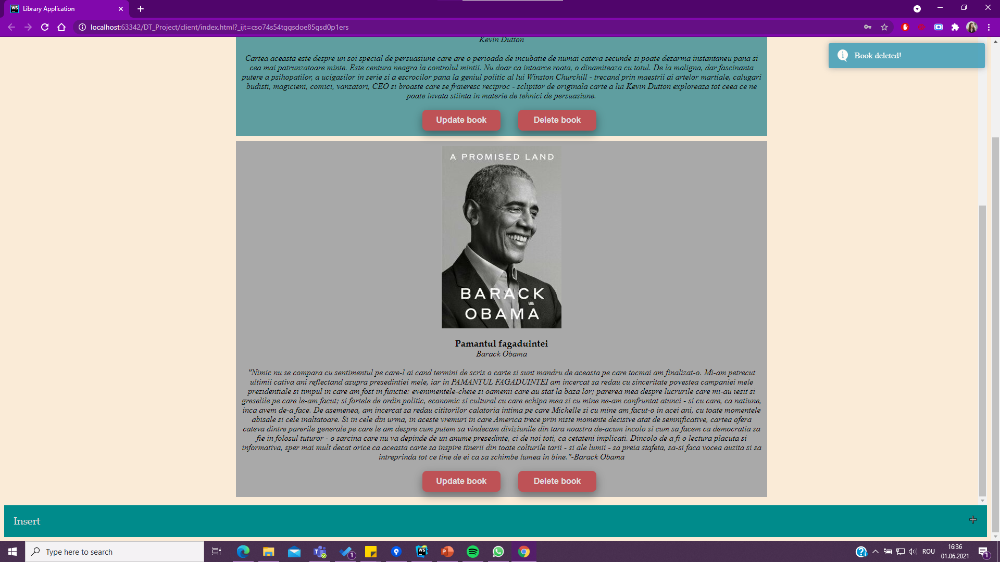 Library Application
localhost:63342/DT_Project/client/index.html?_ijt=cso74s54tggsdoe85gsd0p1ers
Book deleted!
Kevin Dutton
Cartea aceasta este despre un soi special de persuasiune care are o perioada de incubatie de numai cateva secunde si poate dezarma instantaneu pana si
cea mai patrunzatoare minte. Este centura neagra la controlul mintii. Nu doar ca intoarce roata, o dinamiteaza cu totul. De la maligna, dar fascinanta
putere a psihopatilor, a ucigasilor in serie si a escrocilor pana la geniul politic al lui Winston Churchill - trecand prin maestrii ai artelor martiale, calugari
budisti, magicieni, comici, vanzatori, CEO si broaste care se fraieresc reciproc - sclipitor de originala carte a lui Kevin Dutton exploreaza tot ceea ce ne
poate invata stiinta in materie de tehnici de persuasiune.
Update book
Delete book
A PROMISED LAND
BARACK
OBAMA
Pamantul fagaduintei
Barack Obama
"Nimic nu se compara cu sentimentul pe care-l ai cand termini de scris o carte si sunt mandru de aceasta pe care tocmai am finalizat-o. Mi-am petrecut
ultimii cativa ani reflectand asupra presedintiei mele, iar in PAMANTUL FAGADUINTEI am incercat sa redau cu sinceritate povestea campaniei mele
prezidentiale si timpul in care am fost in functie: evenimentele-cheie si oamenii care au stat la baza lor; parerea mea despre lucrurile care mi-au iesit si
greselile pe care le-am facut; si fortele de ordin politic, economic si cultural cu care echipa mea si cu mine ne-am confruntat atunci - si cu care, ca natiune,
inca avem de-a face. De asemenea, am incercat sa redau cititorilor calatoria intima pe care Michelle si cu mine am facut-o in acei ani, cu toate momentele
abisale si cele inaltatoare. Si in cele din urma, in aceste vremuri in care America trece prin niste momente decisive atat de semnificative, cartea ofera
cateva dintre parerile generale pe care le am despre cum putem sa vindecam diviziunile din tara noastra de-acum incolo si cum sa facem ca democratia sa
fie in folosul tuturor - o sarcina care nu va depinde de un anume presedinte, ci de noi toti, ca cetateni implicati. Dincolo de a fi o lectura placuta si
informativa, sper mai mult decat orice ca aceasta carte sa inspire tinerii din toate colturile tarii - si ale lumii - sa preia stafeta, sa-si faca vocea auzita si sa
intreprinda tot ce tine de ei ca sa schimbe lumea in bine."-Barack Obama
Update book
Delete book
Insert
Type here to search
1
WS
ROU
16:36
01.06.2021
1